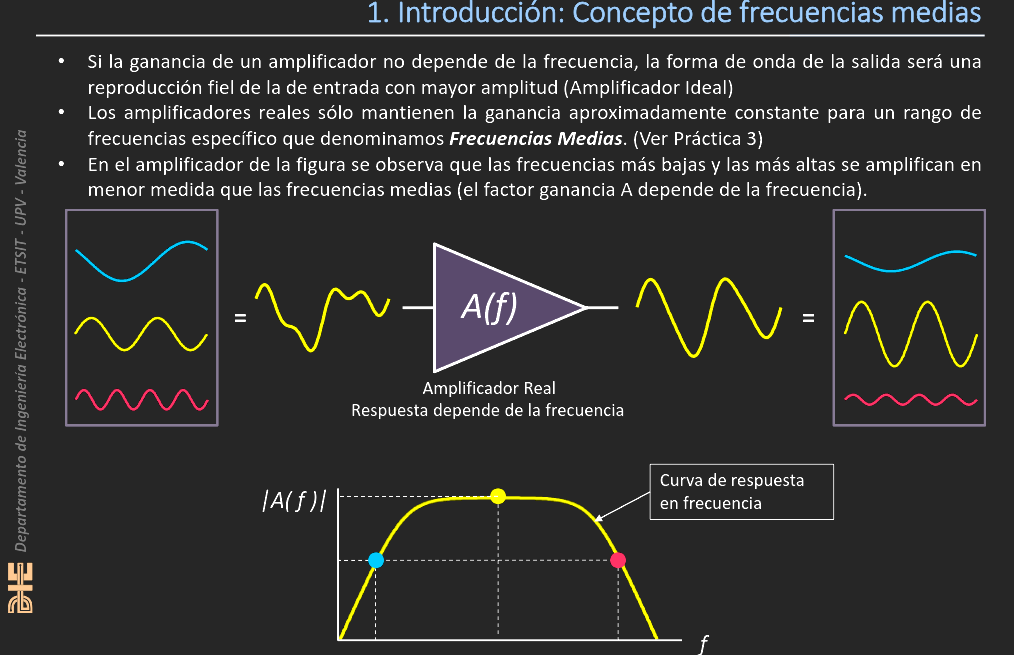 1. Introducción: Concepto de frecuencias medias
• Si la ganancia de un amplificador no depende de la frecuencia, la forma de onda de la salida será una
reproducción fiel de la de entrada con mayor amplitud (Amplificador Ideal)
• Los amplificadores reales sólo mantienen la ganancia aproximadamente constante para un rango de
frecuencias específico que denominamos Frecuencias Medias. (Ver Práctica 3)
• En el amplificador de la figura se observa que las frecuencias más bajas y las más altas se amplifican en
menor medida que las frecuencias medias (el factor ganancia A depende de la frecuencia).
Departamento de Ingeniería Electrónica - ETSIT - UPV - Valencia
=
A(f)
=
Amplificador Real
Respuesta depende de la frecuencia
|A( f )|
Curva de respuesta
en frecuencia
f